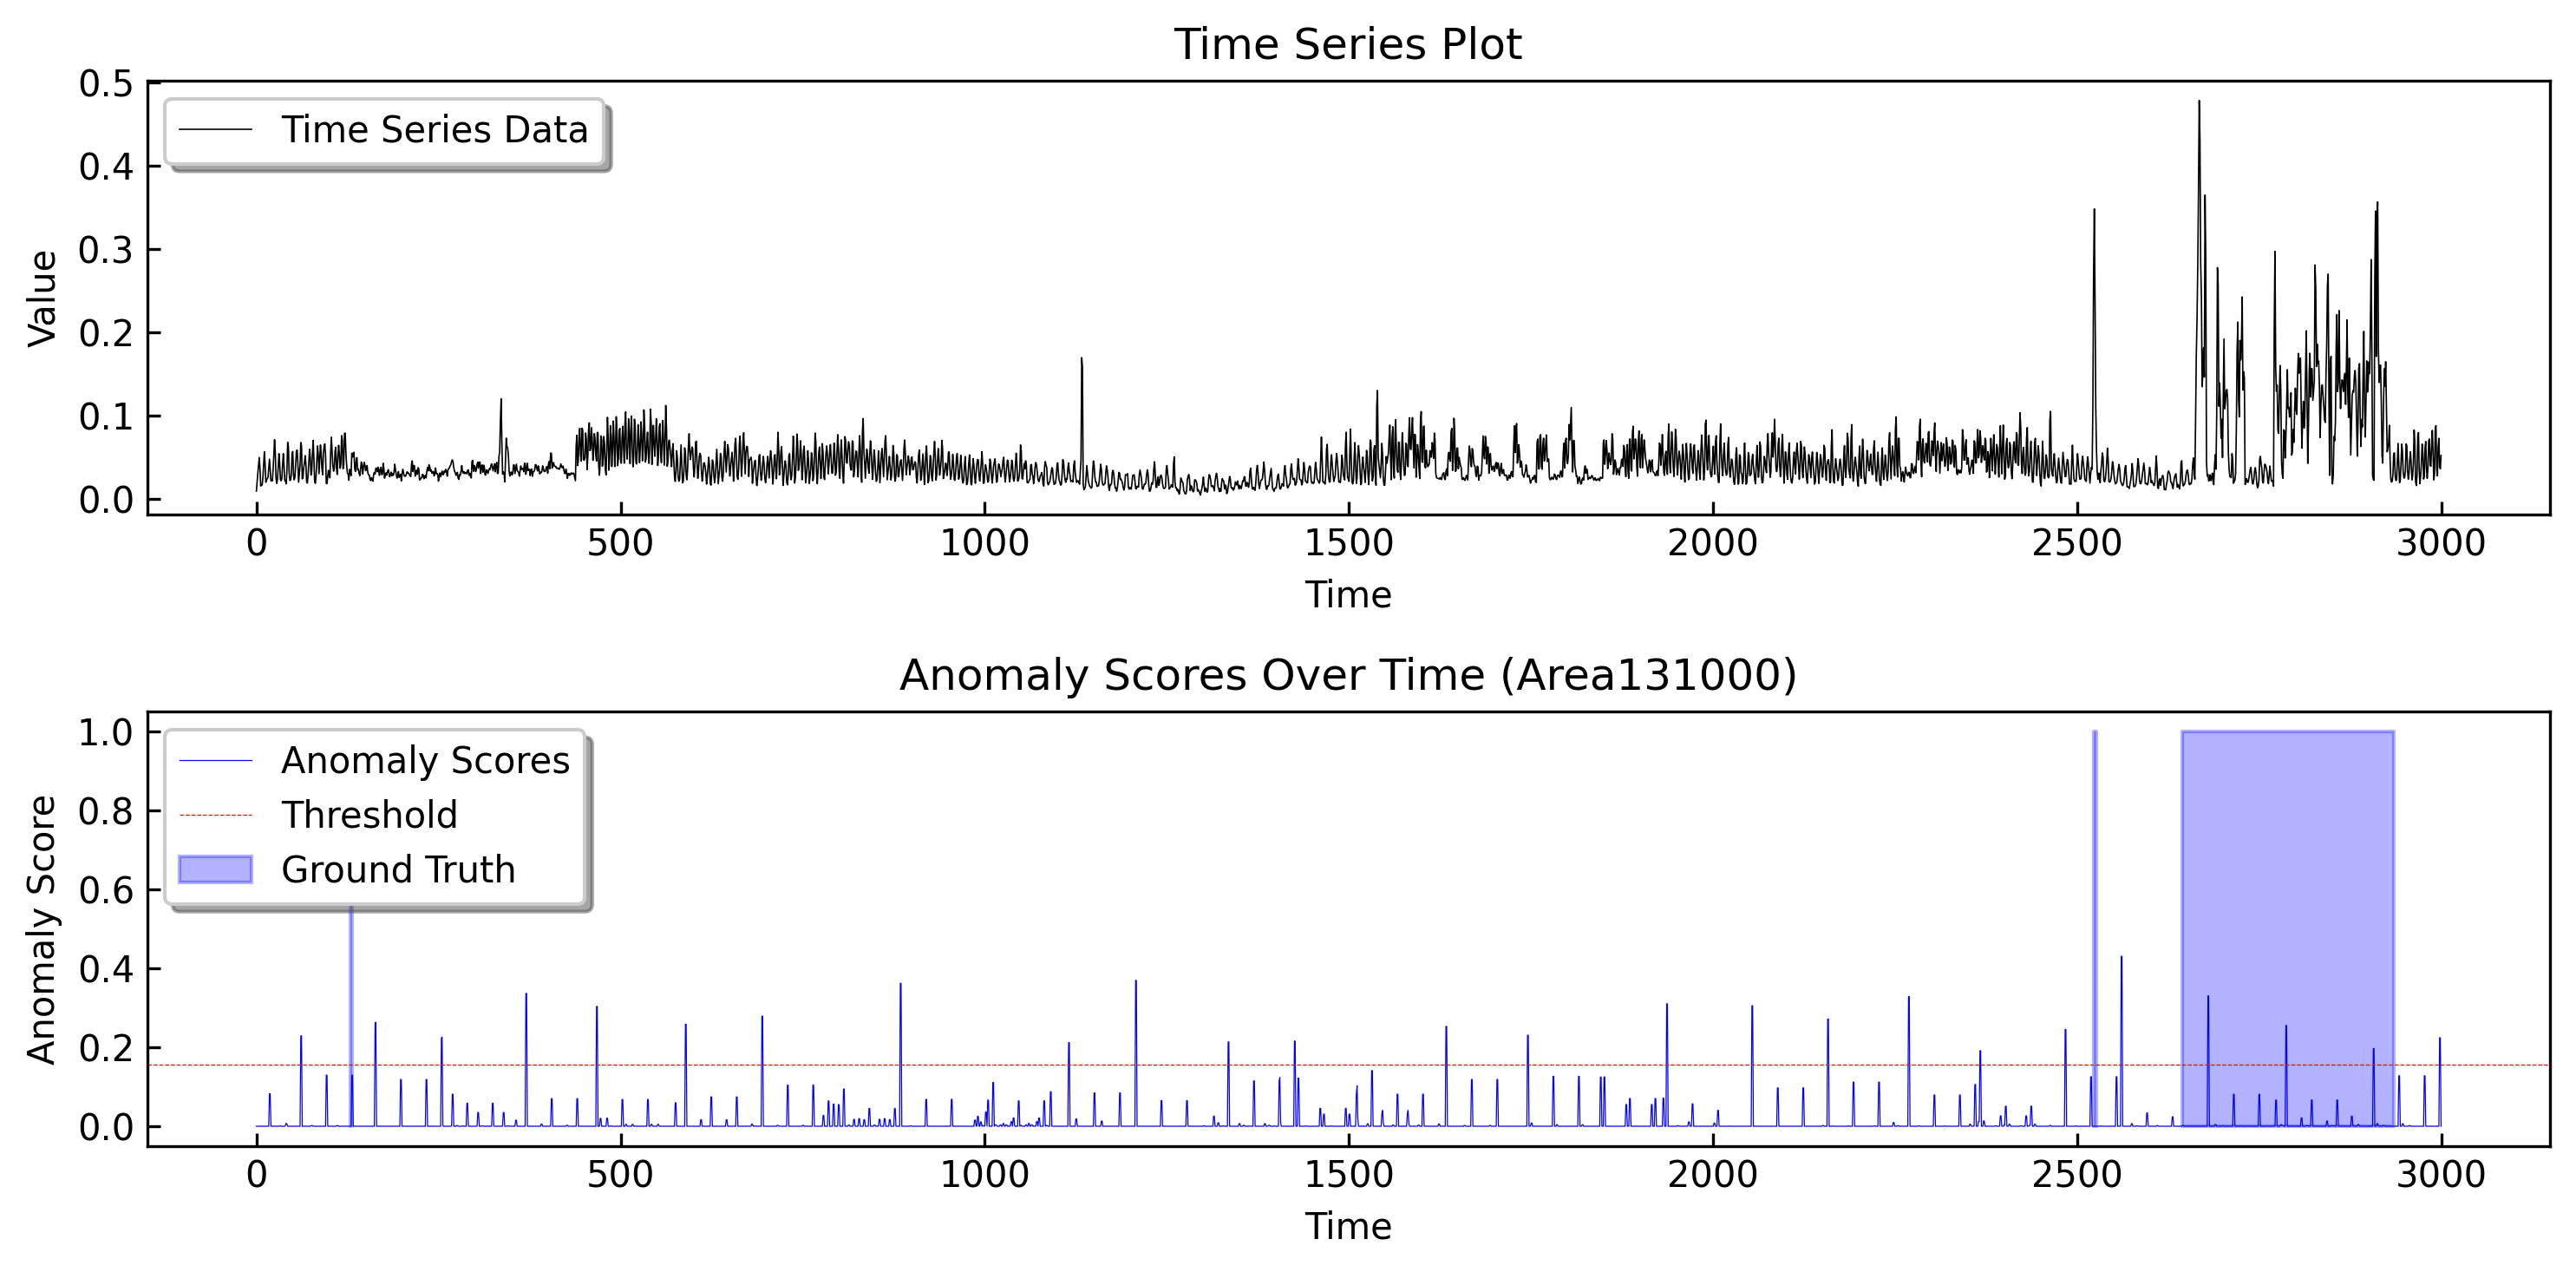 Time Series Plot
0.5
0.4
0.3
0.2
0.1
0.0
Value
Time Series Data
0 500 1000 1500 2000 2500 3000
Time
Anomaly Scores Over Time (Area131000)
1.0
0.8
0.6
0.4
0.2
0.0
Anomaly Score
Anomaly Scores
Threshold
Ground Truth
0 500 1000 1500 2000 2500 3000
Time